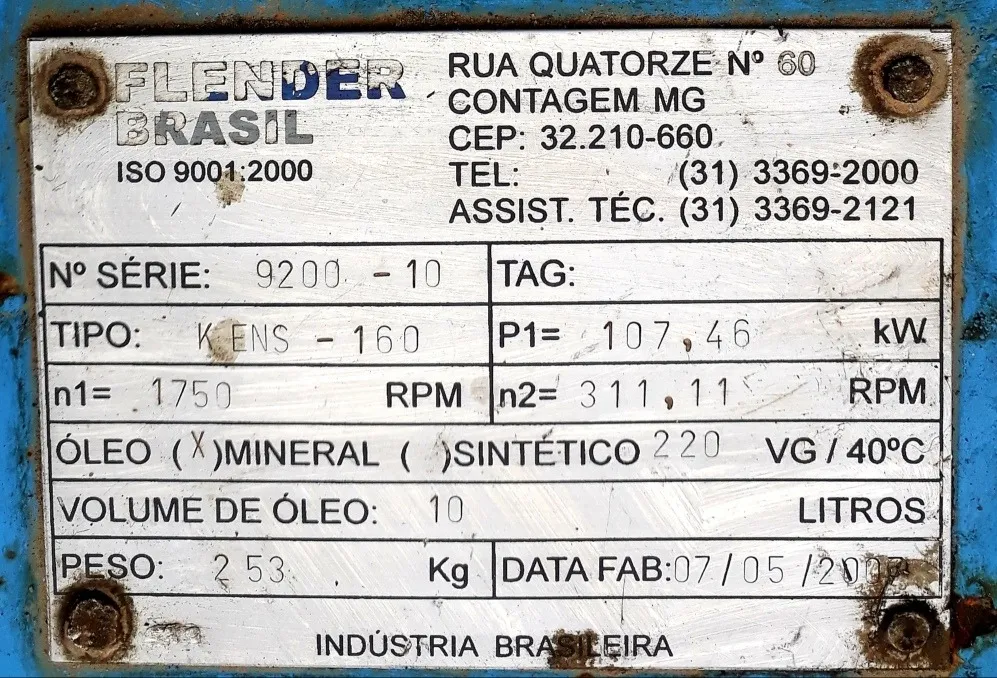 FLENDER
BRASIL
ISO 9001:2000
RUA QUATORZE Nº 60
CONTAGEM MG
CEP: 32.210-660
TEL: (31) 3369-2000
ASSIST. TÉC. (31) 3369-2121
Nº SÉRIE: 9200 - 10 TAG:
TIPO: K ENS - 160 P1= 107,46 kW
n1= 1750 RPM n2= 311,11 RPM
ÓLEO (X)MINERAL ( )SINTÉTICO 220 VG / 40ºC
VOLUME DE ÓLEO: 10 LITROS
PESO: 253 Kg DATA FAB: 07/05/
INDÚSTRIA BRASILEIRA